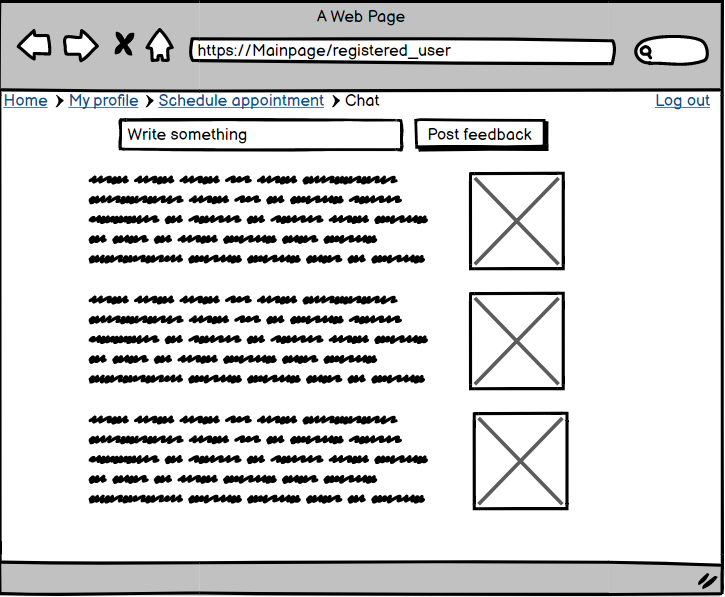 A Web Page
https://Mainpage/registered_user
Home My profile Schedule appointment Chat Log out
Write something Post feedback